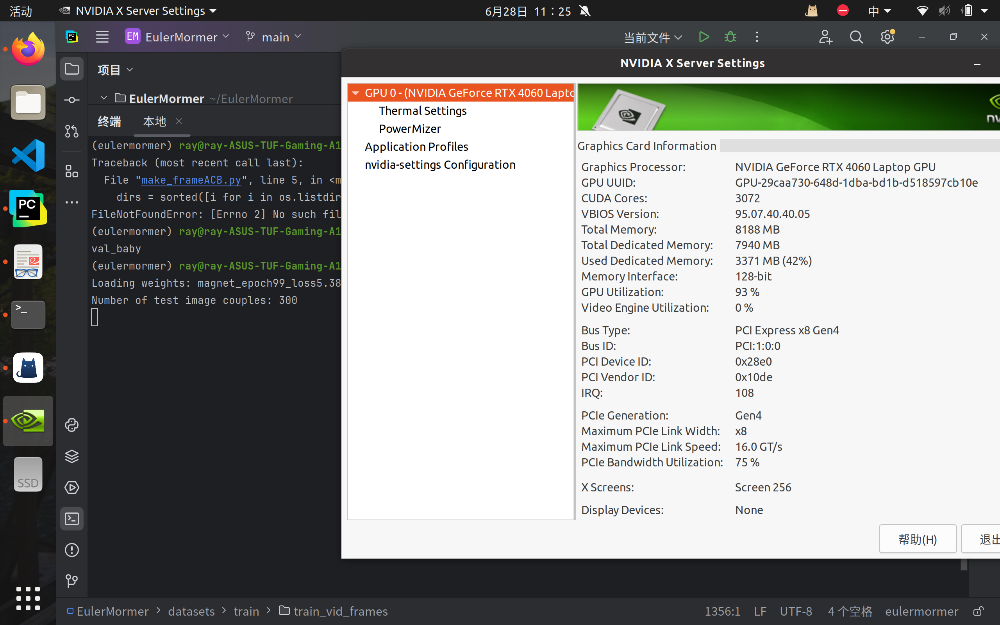 活动
NVIDIA X Server Settings
6月28日 11：25
中
PC
EM EulerMormer
main
当前文件
项目
EulerMormer ~/EulerMormer
终端
本地
(eulermormer) ray@ray-ASUS-TUF-Gaming-A1
Traceback (most recent call last):
File "make_frameACB.py", line 5, in <m
dirs = sorted([i for i in os.listdir
FileNotFoundError: [Errno 2] No such fil
(eulermormer) ray@ray-ASUS-TUF-Gaming-A1
val_baby
(eulermormer) ray@ray-ASUS-TUF-Gaming-A1
Loading weights: magnet_epoch99_loss5.38
Number of test image couples: 300
PC
>_
SSD
NVIDIA X Server Settings
GPU 0 - (NVIDIA GeForce RTX 4060 Lapto
Thermal Settings
PowerMizer
Application Profiles
nvidia-settings Configuration
Graphics Card Information
Graphics Processor: NVIDIA GeForce RTX 4060 Laptop GPU
GPU UUID: GPU-29caa730-648d-1dba-bd1b-d518597cb10e
CUDA Cores: 3072
VBIOS Version: 95.07.40.40.05
Total Memory: 8188 MB
Total Dedicated Memory: 7940 MB
Used Dedicated Memory: 3371 MB (42%)
Memory Interface: 128-bit
GPU Utilization: 93 %
Video Engine Utilization: 0 %
Bus Type: PCI Express x8 Gen4
Bus ID: PCI:1:0:0
PCI Device ID: 0x28e0
PCI Vendor ID: 0x10de
IRQ: 108
PCIe Generation: Gen4
Maximum PCIe Link Width: x8
Maximum PCIe Link Speed: 16.0 GT/s
PCIe Bandwidth Utilization: 75 %
X Screens: Screen 256
Display Devices: None
帮助(H)
退出
EulerMormer > datasets > train > train_vid_frames
1356:1 LF UTF-8 4 个空格 eulermormer